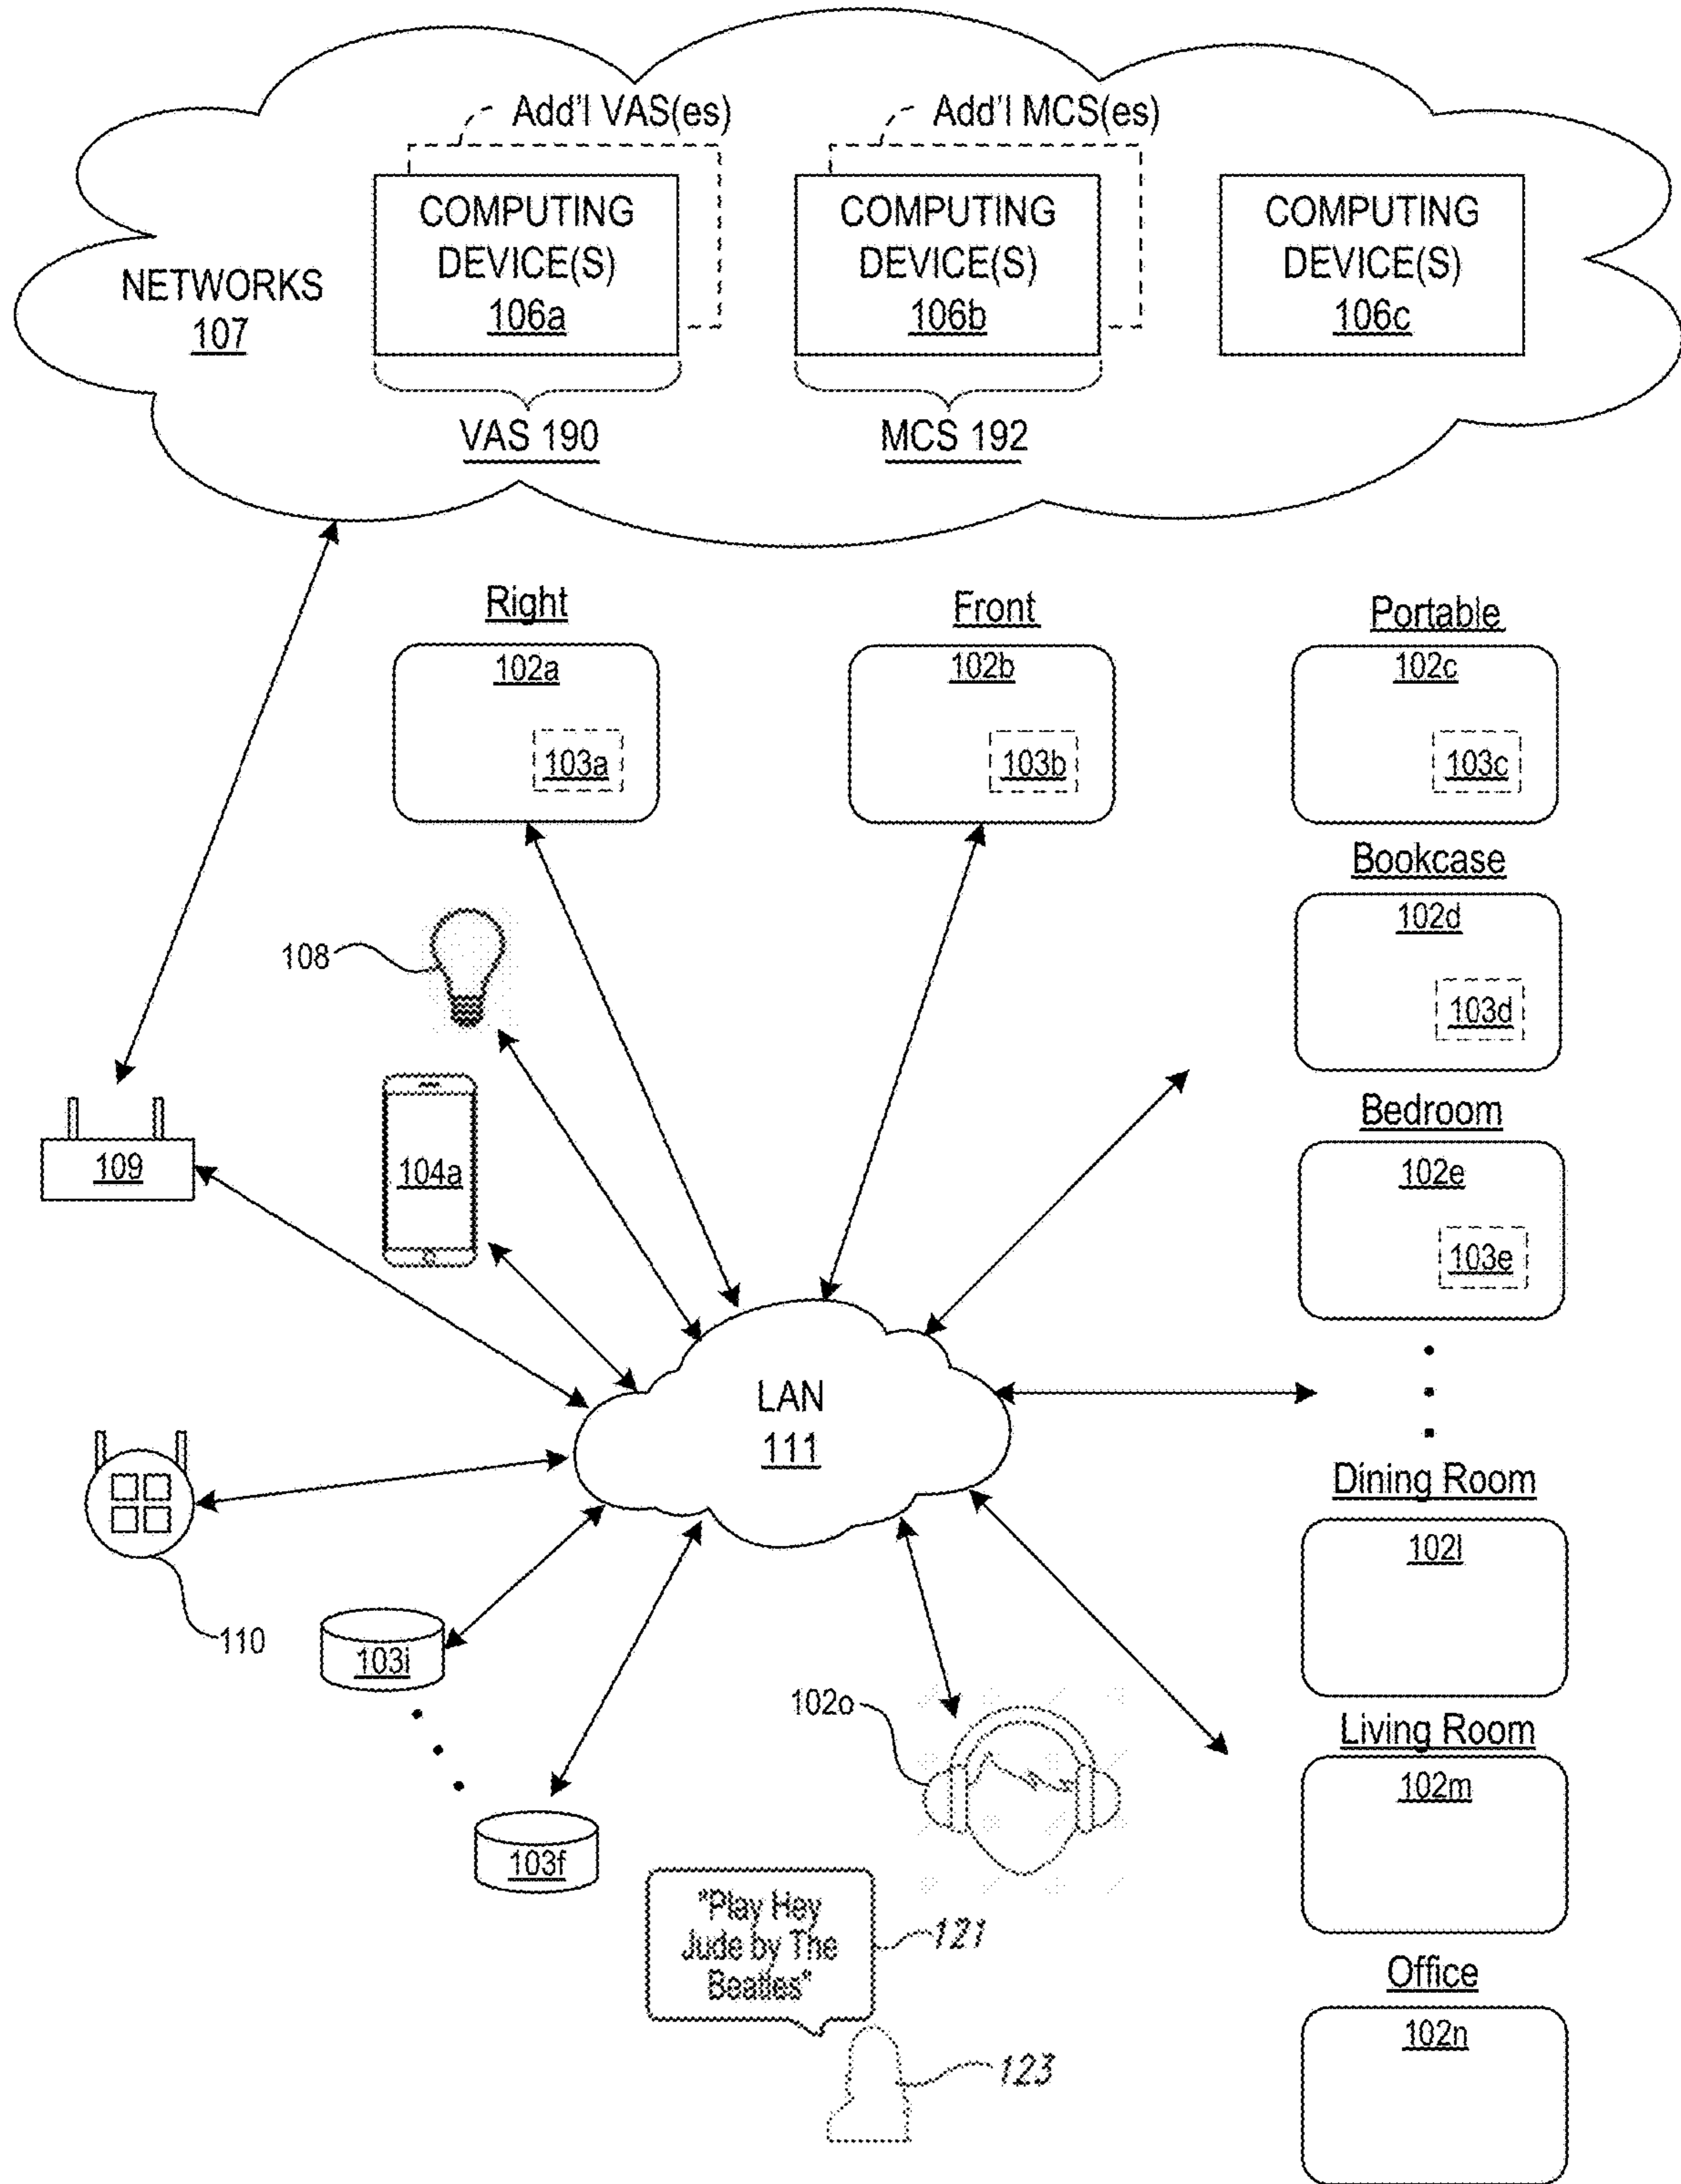 Add'l VAS(es)
Add'l MCS(es)
COMPUTING
DEVICE(S)
106a
COMPUTING
DEVICE(S)
106b
COMPUTING
DEVICE(S)
106c
NETWORKS
107
VAS 190
MCS 192
Right
102a
103a
Front
102b
103b
Portable
102c
103c
Bookcase
102d
103d
108
Bedroom
102e
103e
104a
109
LAN
111
110
Dining Room
102l
103i
102o
Living Room
102m
103f
"Play Hey
Jude by The
Beatles"
121
123
Office
102n